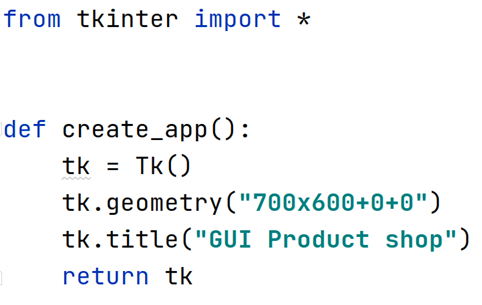 from tkinter import *
def create_app():
    tk = Tk()
    tk.geometry("700x600+0+0")
    tk.title("GUI Product shop")
    return tk